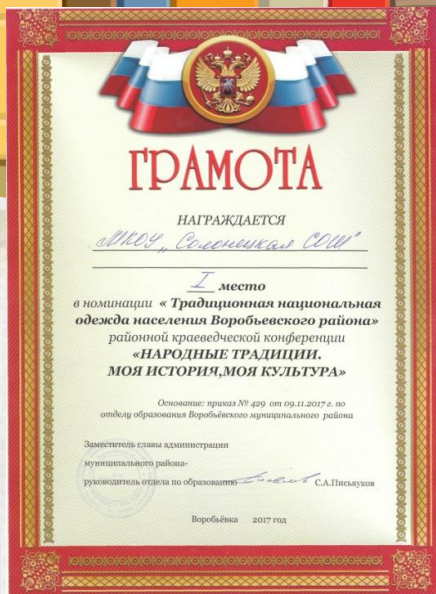 ГРАМОТА
НАГРАЖДАЕТСЯ
МКОУ „Солонецкая СОШ"
I место
в номинации « Традиционная национальная
одежда населения Воробьевского района»
районной краеведческой конференции
«НАРОДНЫЕ ТРАДИЦИИ.
МОЯ ИСТОРИЯ,МОЯ КУЛЬТУРА»
Основание: приказ № 429 от 09.11.2017 г. по
отделу образования Воробьёвского муниципального района
Заместитель главы администрации
муниципального района-
руководитель отдела по образованию С.А.Письяуков
Воробьёвка 2017 год